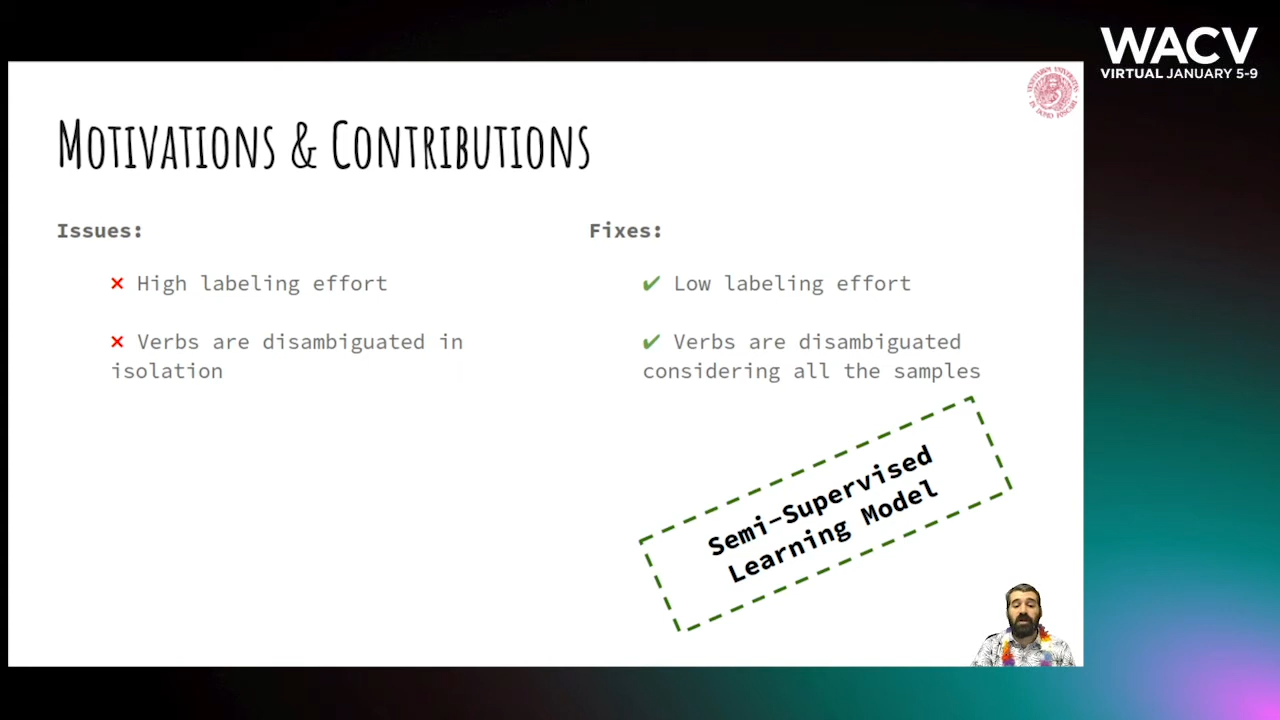 WACV
VIRTUAL JANUARY 5-9
MOTIVATIONS & CONTRIBUTIONS
Issues:
× High labeling effort
× Verbs are disambiguated in
isolation
Fixes:
✔ Low labeling effort
✔ Verbs are disambiguated
considering all the samples
Semi-Supervised
Learning Model